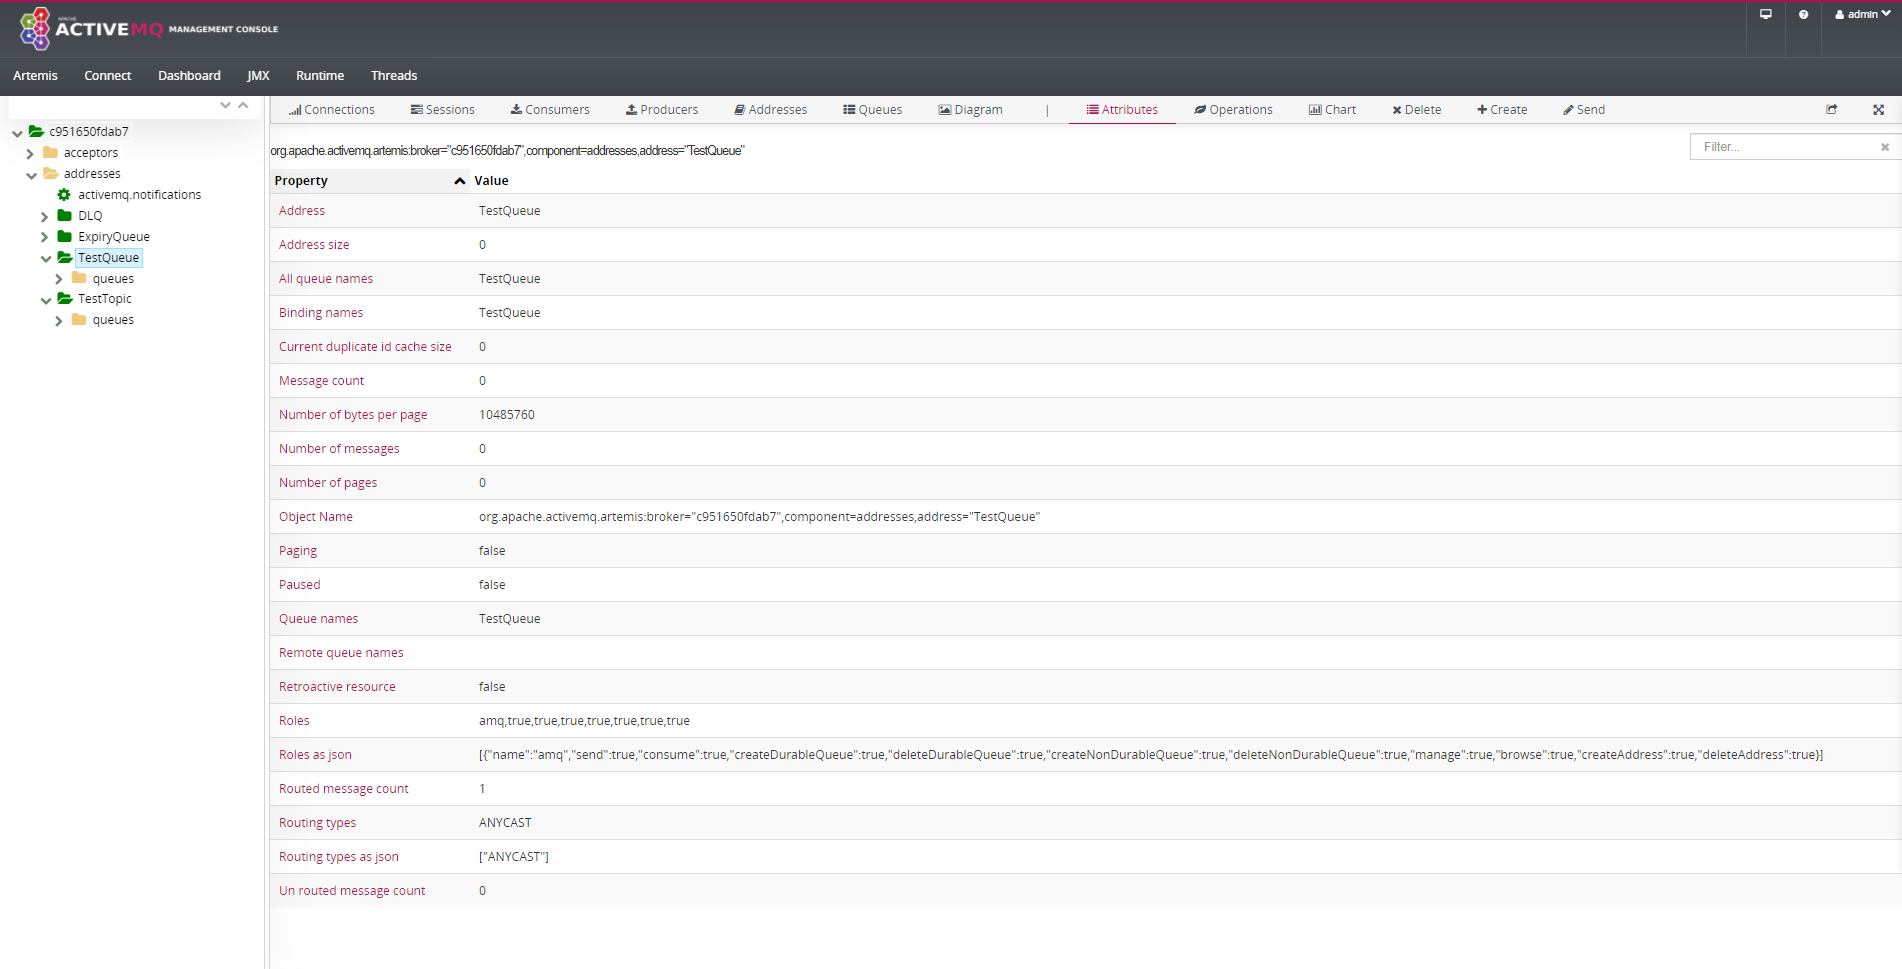 APACHE
ACTIVEMQ MANAGEMENT CONSOLE
admin
Artemis Connect Dashboard JMX Runtime Threads
Connections Sessions Consumers Producers Addresses Queues Diagram | Attributes Operations Chart Delete Create Send
c951650fdab7
acceptors
addresses
activemq.notifications
DLQ
ExpiryQueue
TestQueue
queues
TestTopic
queues
org.apache.activemq.artemis:broker="c951650fdab7",component=addresses,address="TestQueue"
Filter...
Property Value
Address TestQueue
Address size 0
All queue names TestQueue
Binding names TestQueue
Current duplicate id cache size 0
Message count 0
Number of bytes per page 10485760
Number of messages 0
Number of pages 0
Object Name org.apache.activemq.artemis:broker="c951650fdab7",component=addresses,address="TestQueue"
Paging false
Paused false
Queue names TestQueue
Remote queue names
Retroactive resource false
Roles amq,true,true,true,true,true,true,true
Roles as json [{"name":"amq","send":true,"consume":true,"createDurableQueue":true,"deleteDurableQueue":true,"createNonDurableQueue":true,"deleteNonDurableQueue":true,"manage":true,"browse":true,"createAddress":true,"deleteAddress":true}]
Routed message count 1
Routing types ANYCAST
Routing types as json ["ANYCAST"]
Un routed message count 0